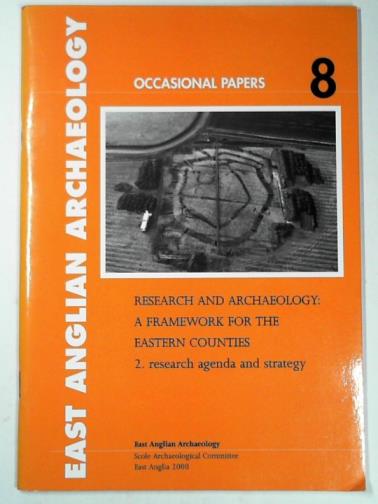 EAST ANGLIAN ARCHAEOLOGY
OCCASIONAL PAPERS
8
RESEARCH AND ARCHAEOLOGY:
A FRAMEWORK FOR THE
EASTERN COUNTIES
2. research agenda and strategy
East Anglian Archaeology
Scole Archaeological Committee
East Anglia 2000